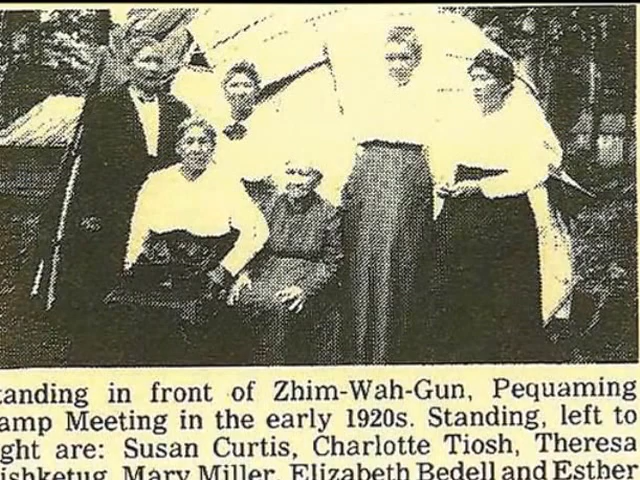 tanding in front of Zhim-Wah-Gun, Pequaming
amp Meeting in the early 1920s. Standing, left to
ght are: Susan Curtis, Charlotte Tiosh, Theresa
ishketug, Mary Miller, Elizabeth Bedell and Esther